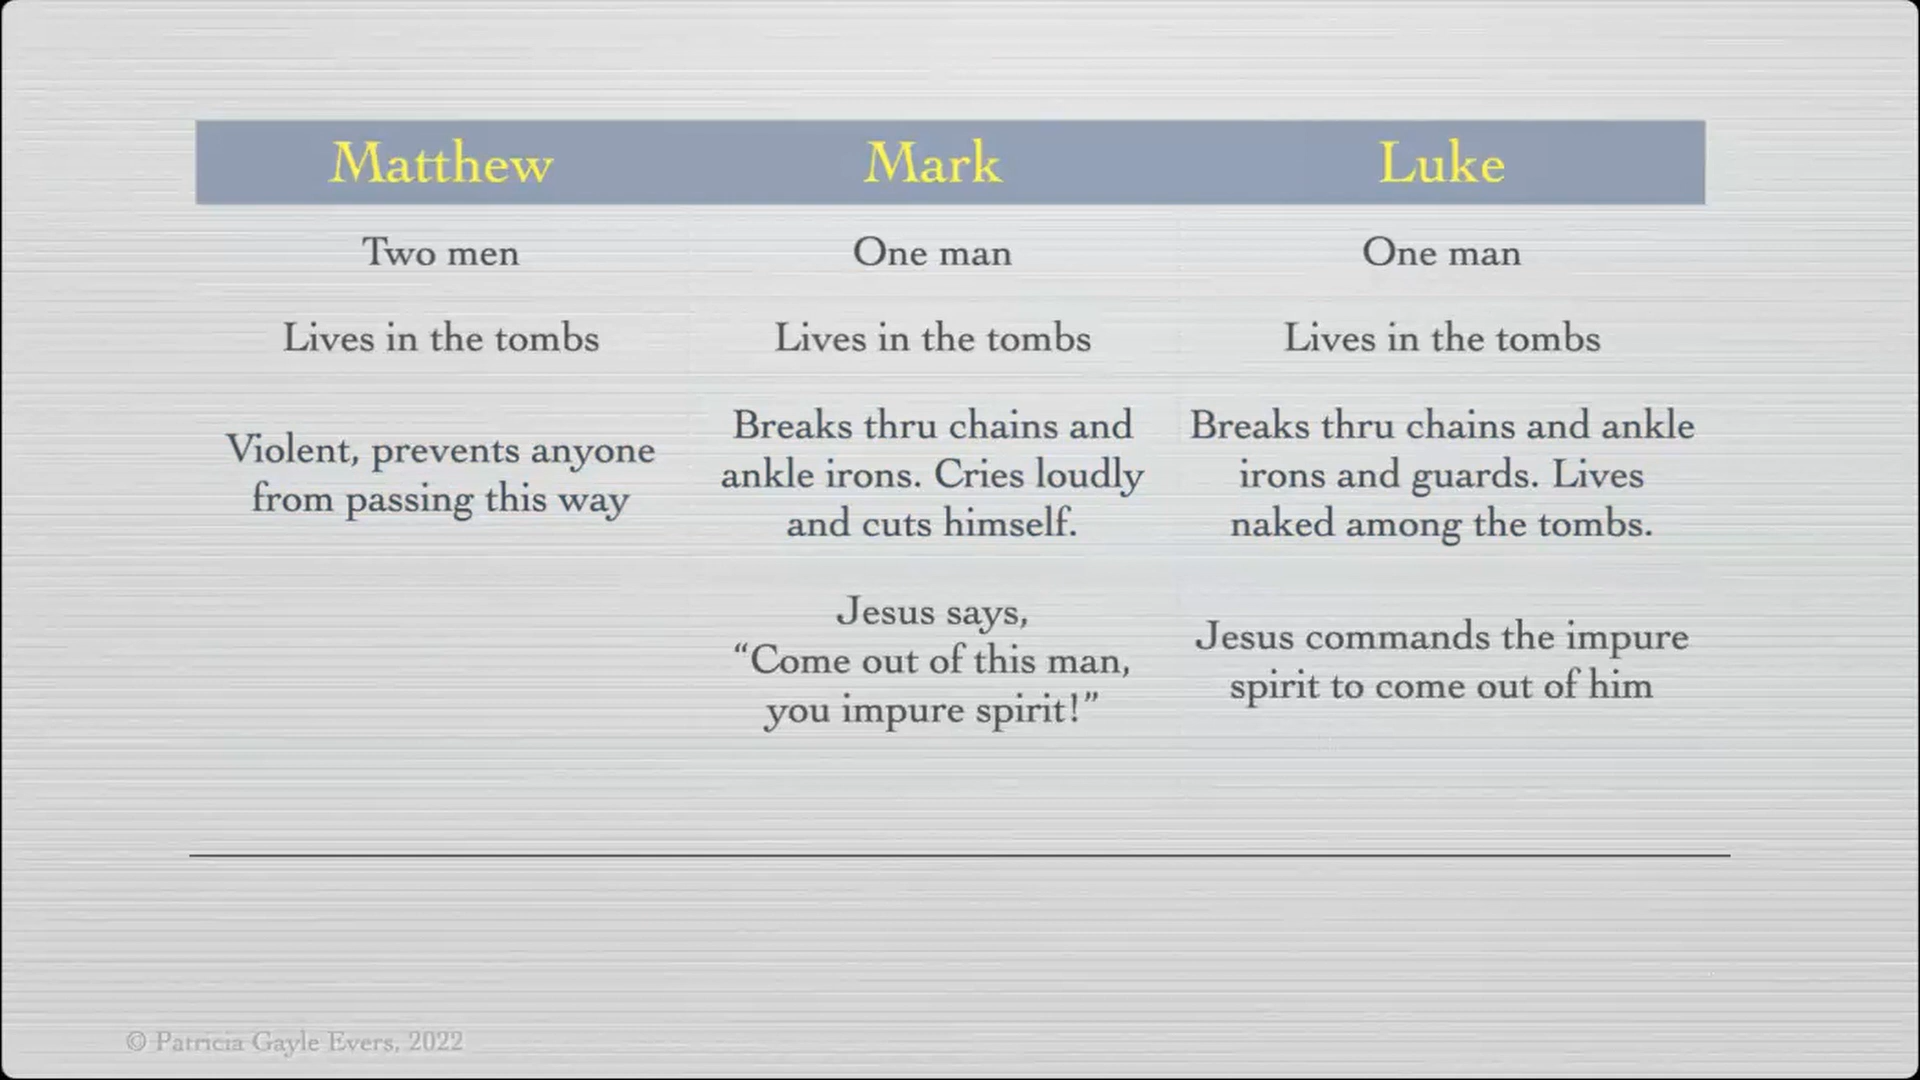 Matthew Mark Luke
Two men One man One man
Lives in the tombs Lives in the tombs Lives in the tombs
Violent, prevents anyone
from passing this way
Breaks thru chains and
ankle irons. Cries loudly
and cuts himself.
Breaks thru chains and ankle
irons and guards. Lives
naked among the tombs.
Jesus says,
“Come out of this man,
you impure spirit!”
Jesus commands the impure
spirit to come out of him
© Patricia Gayle Evers, 2022